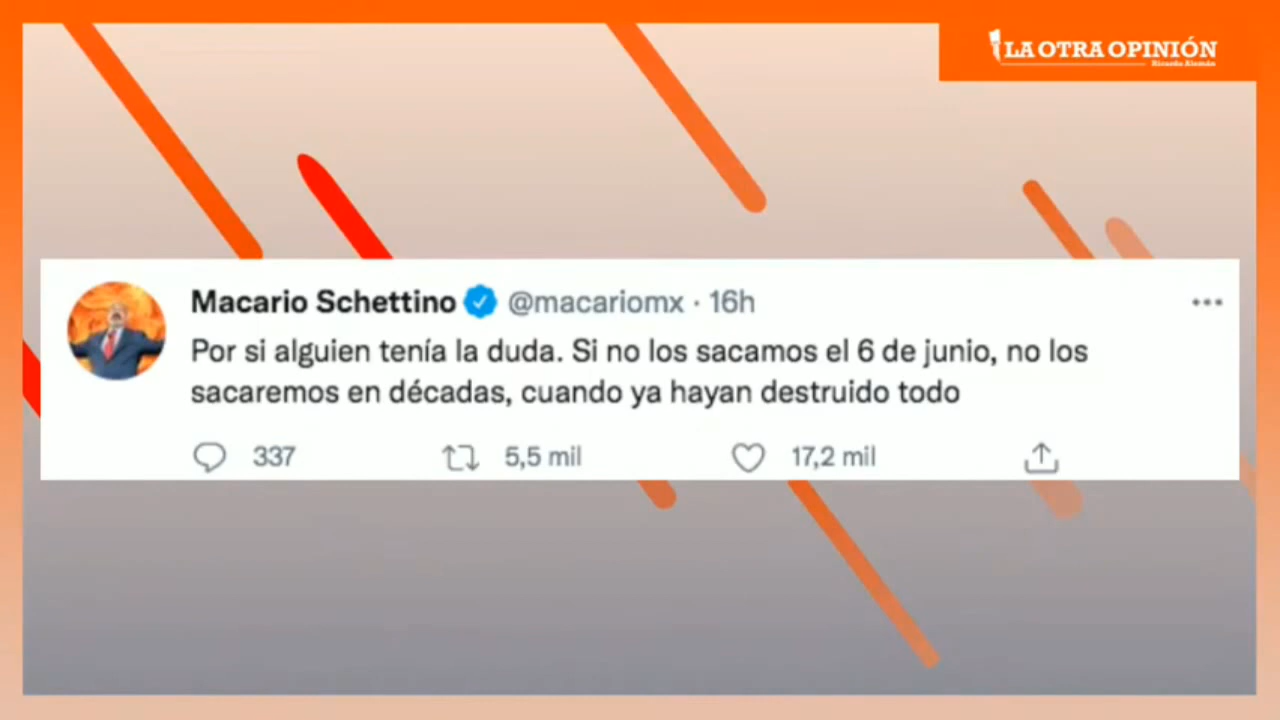 LA OTRA OPINIÓN
Ricardo Alemán
Macario Schettino @macariomx · 16h
Por si alguien tenía la duda. Si no los sacamos el 6 de junio, no los
sacaremos en décadas, cuando ya hayan destruido todo
337 5,5 mil 17,2 mil